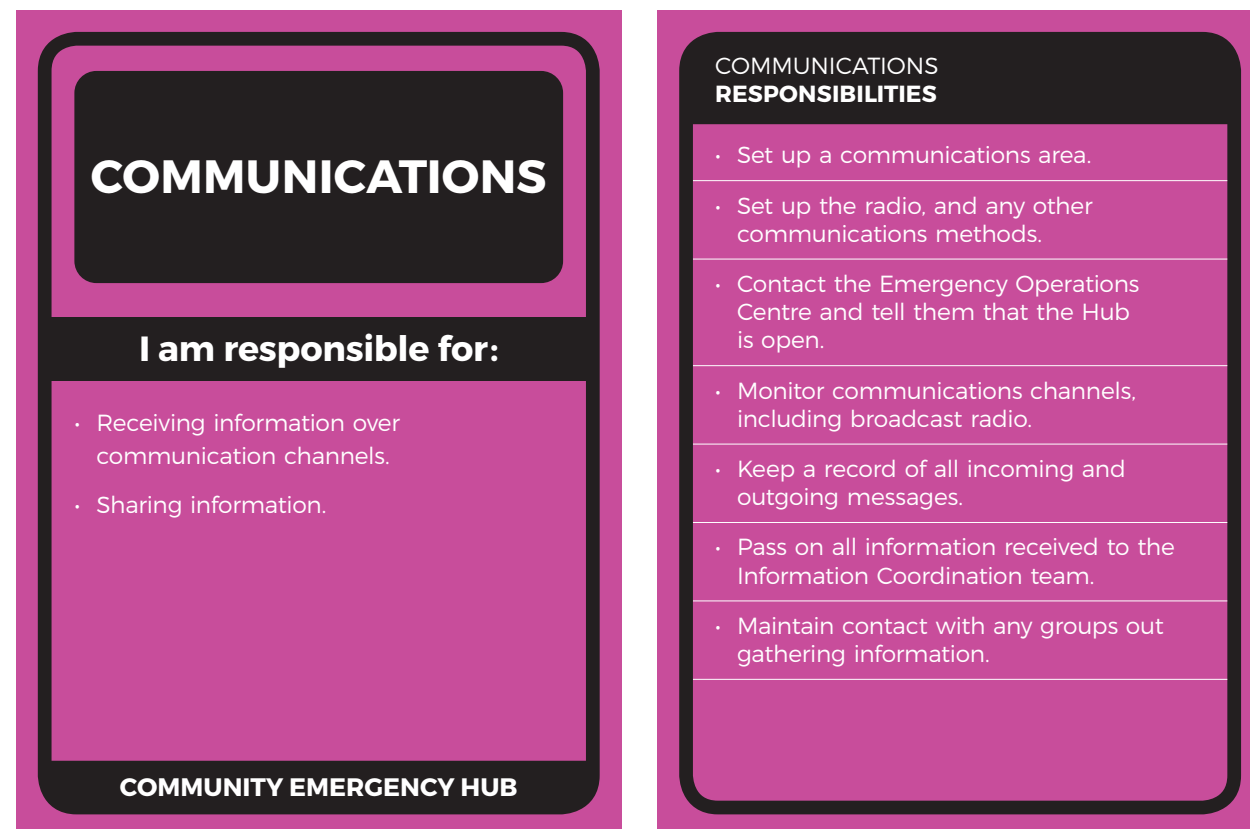 COMMUNICATIONS
I am responsible for:
· Receiving information over
communication channels.
· Sharing information.
COMMUNITY EMERGENCY HUB
COMMUNICATIONS
RESPONSIBILITIES
· Set up a communications area.
· Set up the radio, and any other
communications methods.
· Contact the Emergency Operations
Centre and tell them that the Hub
is open.
· Monitor communications channels,
including broadcast radio.
· Keep a record of all incoming and
outgoing messages.
· Pass on all information received to the
Information Coordination team.
· Maintain contact with any groups out
gathering information.